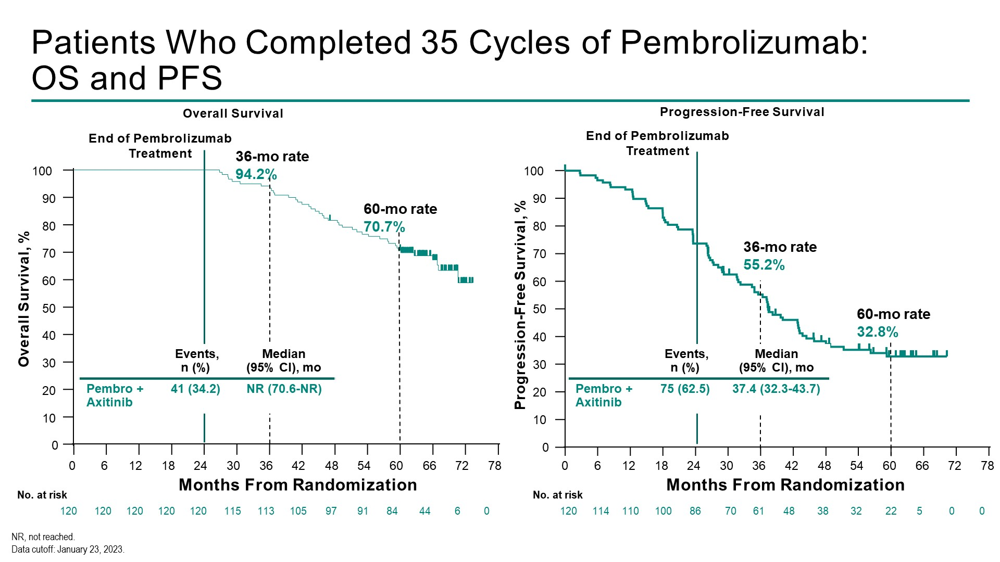 Patients Who Completed 35 Cycles of Pembrolizumab:
OS and PFS
Overall Survival
End of Pembrolizumab
Treatment
36-mo rate
94.2%
60-mo rate
70.7%
Overall Survival, %
100
90
80
70
60
50
40
30
20
10
0
Events,
n (%)
Median
(95% CI), mo
Pembro +
Axitinib
41 (34.2)
NR (70.6-NR)
0 6 12 18 24 30 36 42 48 54 60 66 72 78
Months From Randomization
No. at risk
120 120 120 120 120 115 113 105 97 91 84 44 6 0
Progression-Free Survival
End of Pembrolizumab
Treatment
36-mo rate
55.2%
60-mo rate
32.8%
Progression-Free Survival, %
100
90
80
70
60
50
40
30
20
10
0
Events,
n (%)
Median
(95% CI), mo
Pembro +
Axitinib
75 (62.5)
37.4 (32.3-43.7)
0 6 12 18 24 30 36 42 48 54 60 66 72 78
Months From Randomization
No. at risk
120 114 110 100 86 70 61 48 38 32 22 5 0 0
NR, not reached.
Data cutoff: January 23, 2023.